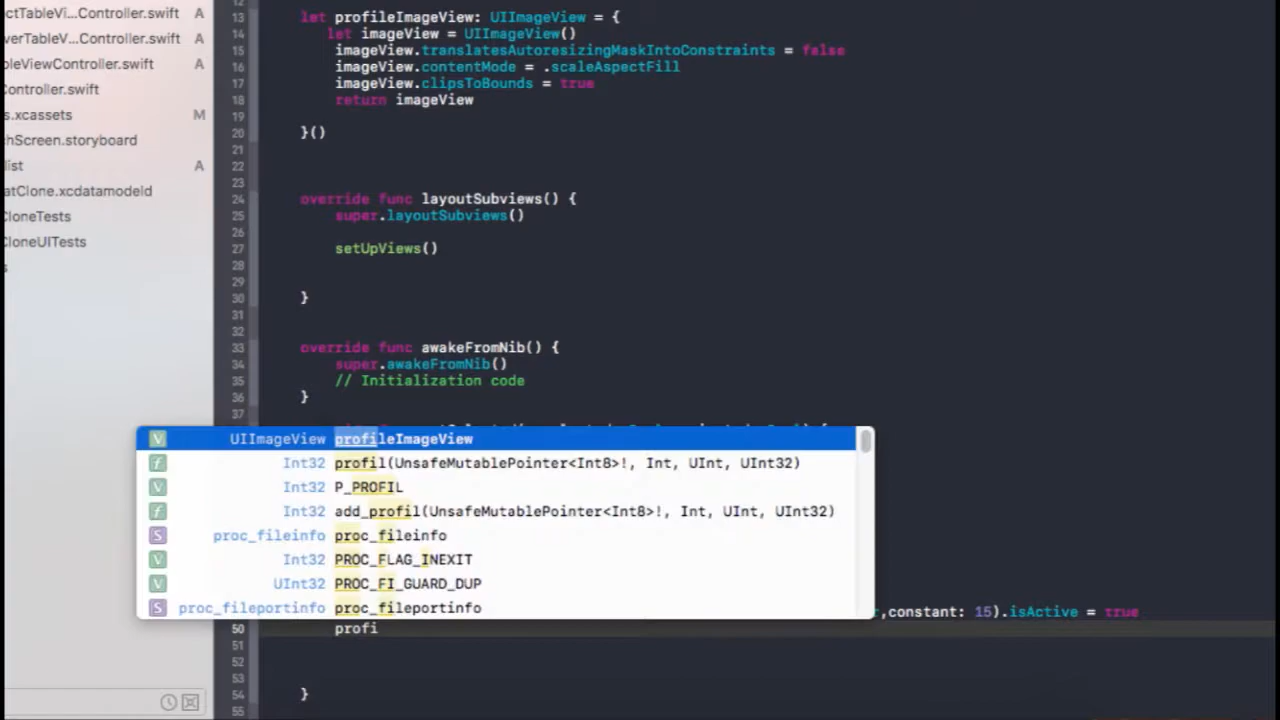 ectTableVi...Controller.swift A
verTableV...Controller.swift A
bleViewController.swift A
Controller.swift
s.xcassets M
chScreen.storyboard
list A
atClone.xcdatamodeld
CloneTests
CloneUITests
s
12
13 let profileImageView: UIImageView = {
14 let imageView = UIImageView()
15 imageView.translatesAutoresizingMaskIntoConstraints = false
16 imageView.contentMode = .scaleAspectFill
17 imageView.clipsToBounds = true
18 return imageView
19
20 }()
21
22
23
24 override func layoutSubviews() {
25 super.layoutSubviews()
26
27 setUpViews()
28
29
30 }
31
32
33 override func awakeFromNib() {
34 super.awakeFromNib()
35 // Initialization code
36 }
37
V UIImageView profileImageView
f Int32 profil(UnsafeMutablePointer<Int8>!, Int, UInt, UInt32)
V Int32 P_PROFIL
f Int32 add_profil(UnsafeMutablePointer<Int8>!, Int, UInt, UInt32)
S proc_fileinfo proc_fileinfo
V Int32 PROC_FLAG_INEXIT
V UInt32 PROC_FI_GUARD_DUP
S proc_fileportinfo proc_fileportinfo
r,constant: 15).isActive = true
50 profi
51
52
53
54 }
55